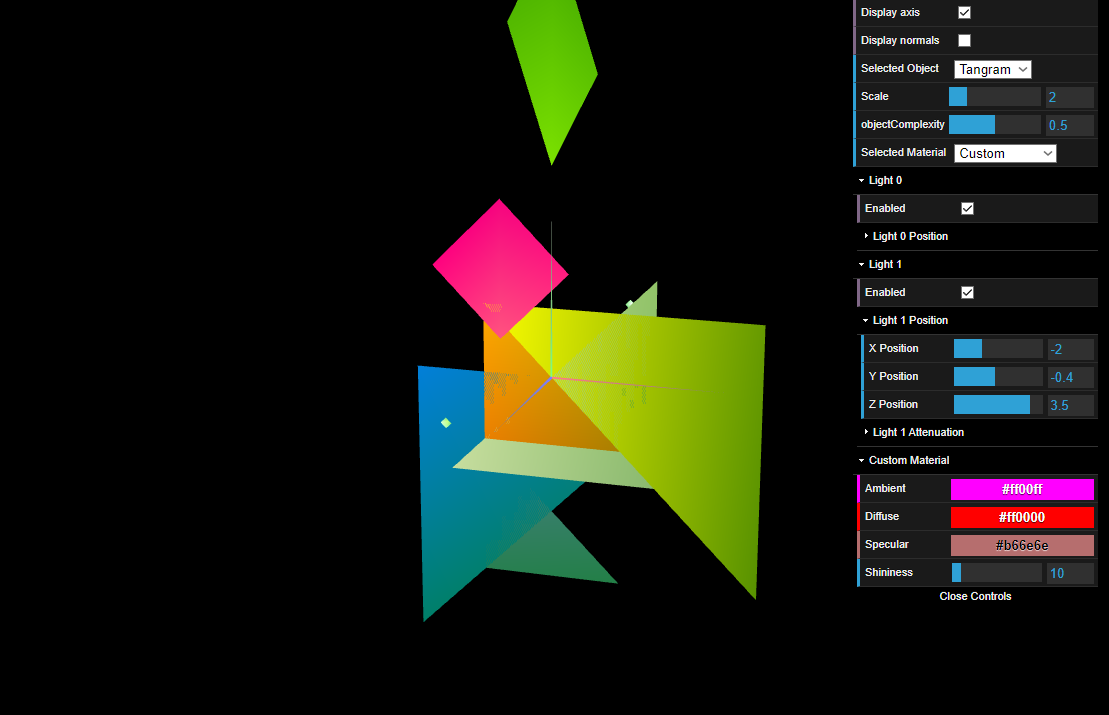 Display axis
Display normals
Selected Object Tangram
Scale 2
objectComplexity 0.5
Selected Material Custom
Light 0
Enabled
Light 0 Position
Light 1
Enabled
Light 1 Position
X Position -2
Y Position -0.4
Z Position 3.5
Light 1 Attenuation
Custom Material
Ambient #ff00ff
Diffuse #ff0000
Specular #b66e6e
Shininess 10
Close Controls